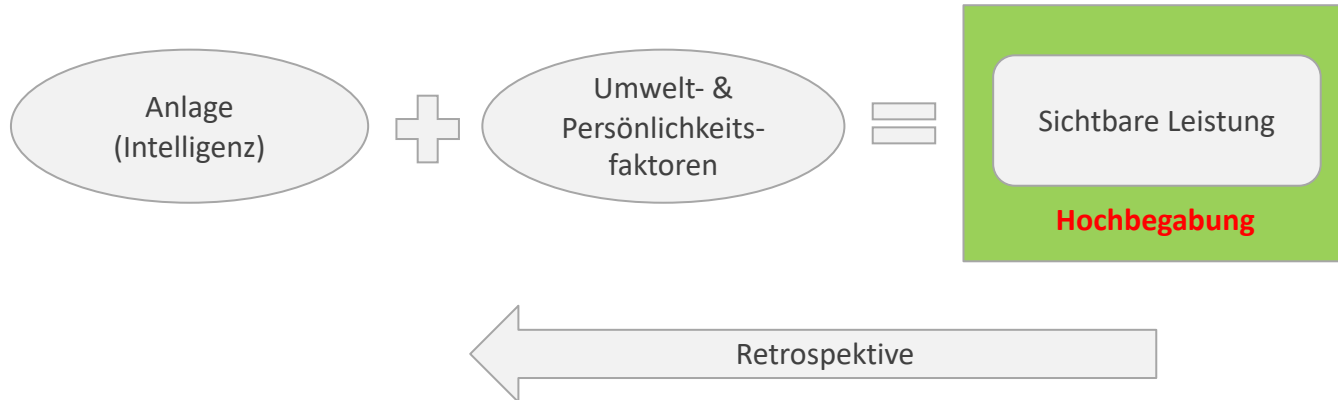 Anlage
(Intelligenz)
Umwelt- &
Persönlichkeits-
faktoren
Sichtbare Leistung
Hochbegabung
Retrospektive